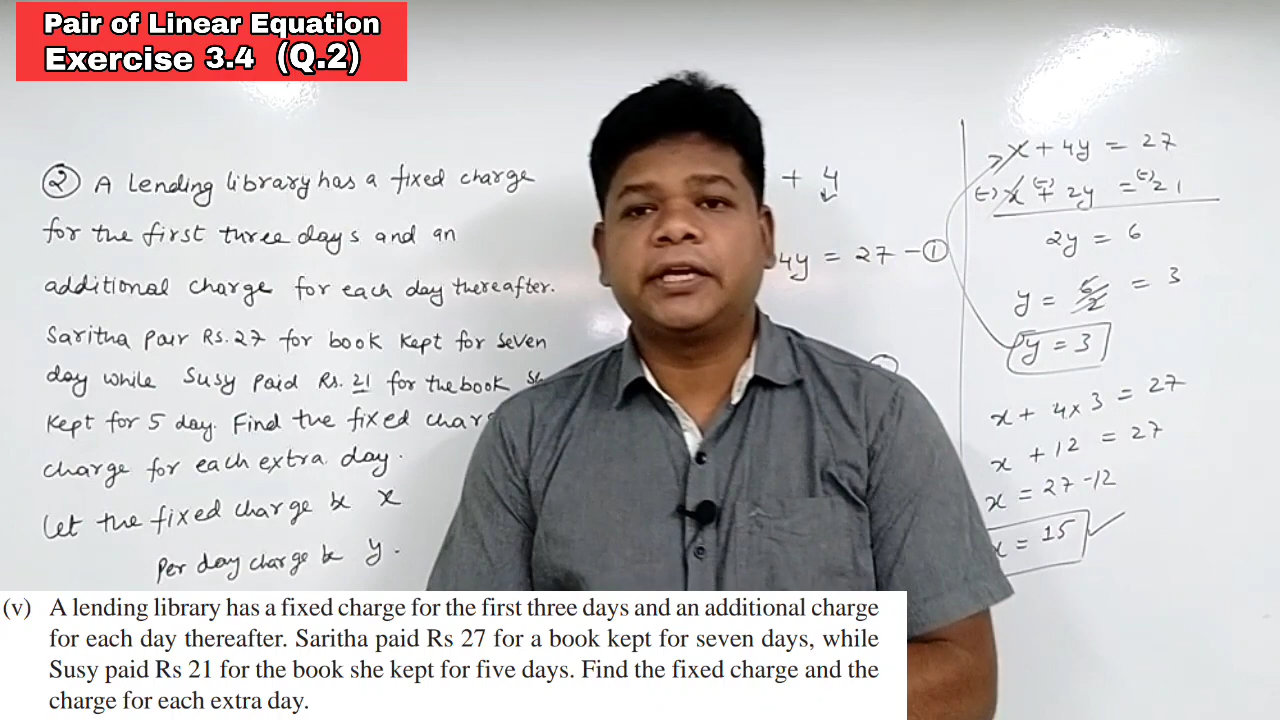 Pair of Linear Equation
Exercise 3.4 (Q.2)
② A Lending library has a fixed charge
for the first three days and an
additional charge for each day thereafter.
Saritha pair Rs. 27 for book kept for seven
day while Susy paid Rs. 21 for the book
kept for 5 day. Find the fixed
charge for each extra day.
Let the fixed charge be x
Per day charge be y.
+ 4
4y = 27 - ①
x + 4y = 27
(-) x (-)+ 2y = (-) 21
2y = 6
y = 6/2 = 3
y = 3
x + 4 x 3 = 27
x + 12 = 27
x = 27 - 12
x = 15 ✓
(v) A lending library has a fixed charge for the first three days and an additional charge
for each day thereafter. Saritha paid Rs 27 for a book kept for seven days, while
Susy paid Rs 21 for the book she kept for five days. Find the fixed charge and the
charge for each extra day.